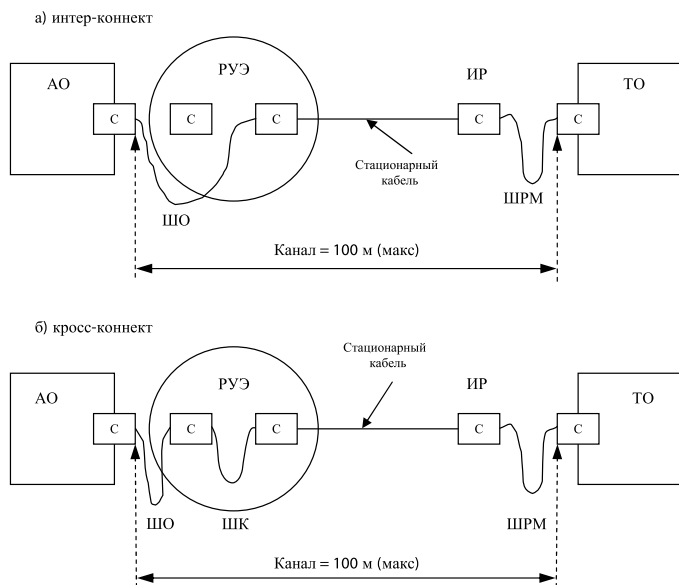 а) интер-коннект
АО
РУЭ
ИР
ТО
С
С
С
С
С
Стационарный
кабель
ШО
ШРМ
Канал = 100 м (макс)
б) кросс-коннект
Стационарный
кабель
АО
РУЭ
ИР
ТО
С
С
С
С
С
ШО
ШК
ШРМ
Канал = 100 м (макс)